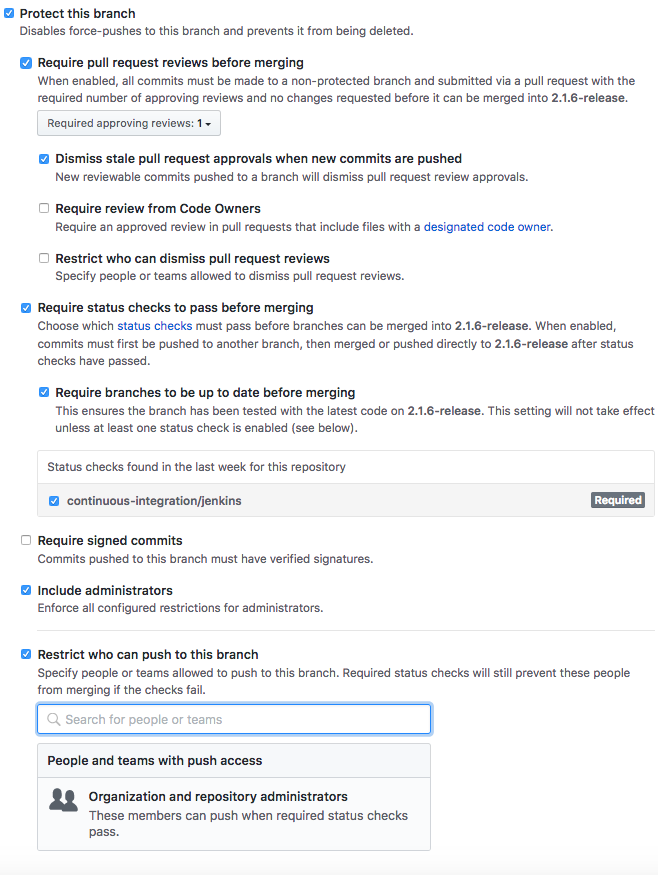 Protect this branch
Disables force-pushes to this branch and prevents it from being deleted.
Require pull request reviews before merging
When enabled, all commits must be made to a non-protected branch and submitted via a pull request with the
required number of approving reviews and no changes requested before it can be merged into 2.1.6-release.
Required approving reviews: 1
Dismiss stale pull request approvals when new commits are pushed
New reviewable commits pushed to a branch will dismiss pull request review approvals.
Require review from Code Owners
Require an approved review in pull requests that include files with a designated code owner.
Restrict who can dismiss pull request reviews
Specify people or teams allowed to dismiss pull request reviews.
Require status checks to pass before merging
Choose which status checks must pass before branches can be merged into 2.1.6-release. When enabled,
commits must first be pushed to another branch, then merged or pushed directly to 2.1.6-release after status
checks have passed.
Require branches to be up to date before merging
This ensures the branch has been tested with the latest code on 2.1.6-release. This setting will not take effect
unless at least one status check is enabled (see below).
Status checks found in the last week for this repository
continuous-integration/jenkins Required
Require signed commits
Commits pushed to this branch must have verified signatures.
Include administrators
Enforce all configured restrictions for administrators.
Restrict who can push to this branch
Specify people or teams allowed to push to this branch. Required status checks will still prevent these people
from merging if the checks fail.
Search for people or teams
People and teams with push access
Organization and repository administrators
These members can push when required status checks
pass.